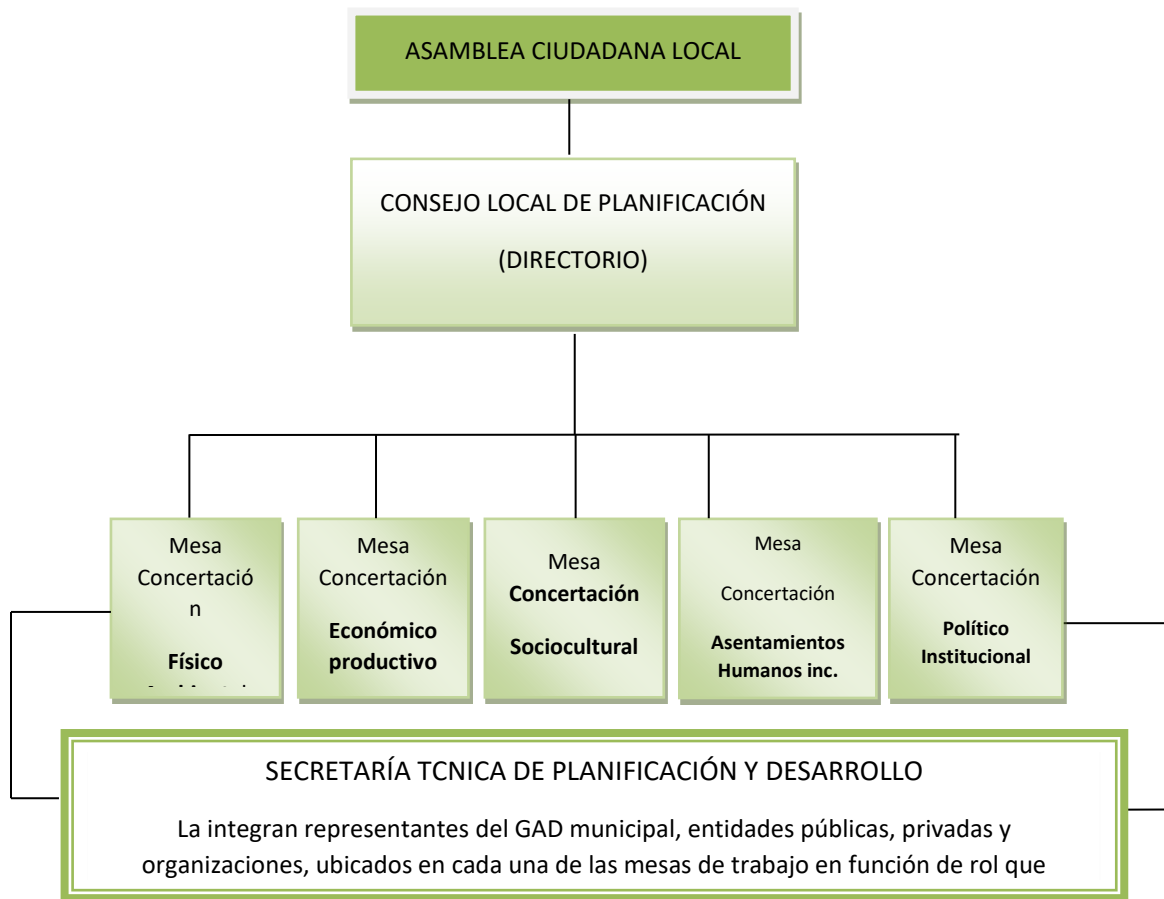 ASAMBLEA CIUDADANA LOCAL
CONSEJO LOCAL DE PLANIFICACIÓN
(DIRECTORIO)
Mesa
Concertació
n
Físico
Mesa
Concertación
Económico
productivo
Mesa
Concertación
Sociocultural
Mesa
Concertación
Asentamientos
Humanos inc.
Mesa
Concertación
Político
Institucional
SECRETARÍA TCNICA DE PLANIFICACIÓN Y DESARROLLO
La integran representantes del GAD municipal, entidades públicas, privadas y
organizaciones, ubicados en cada una de las mesas de trabajo en función de rol que